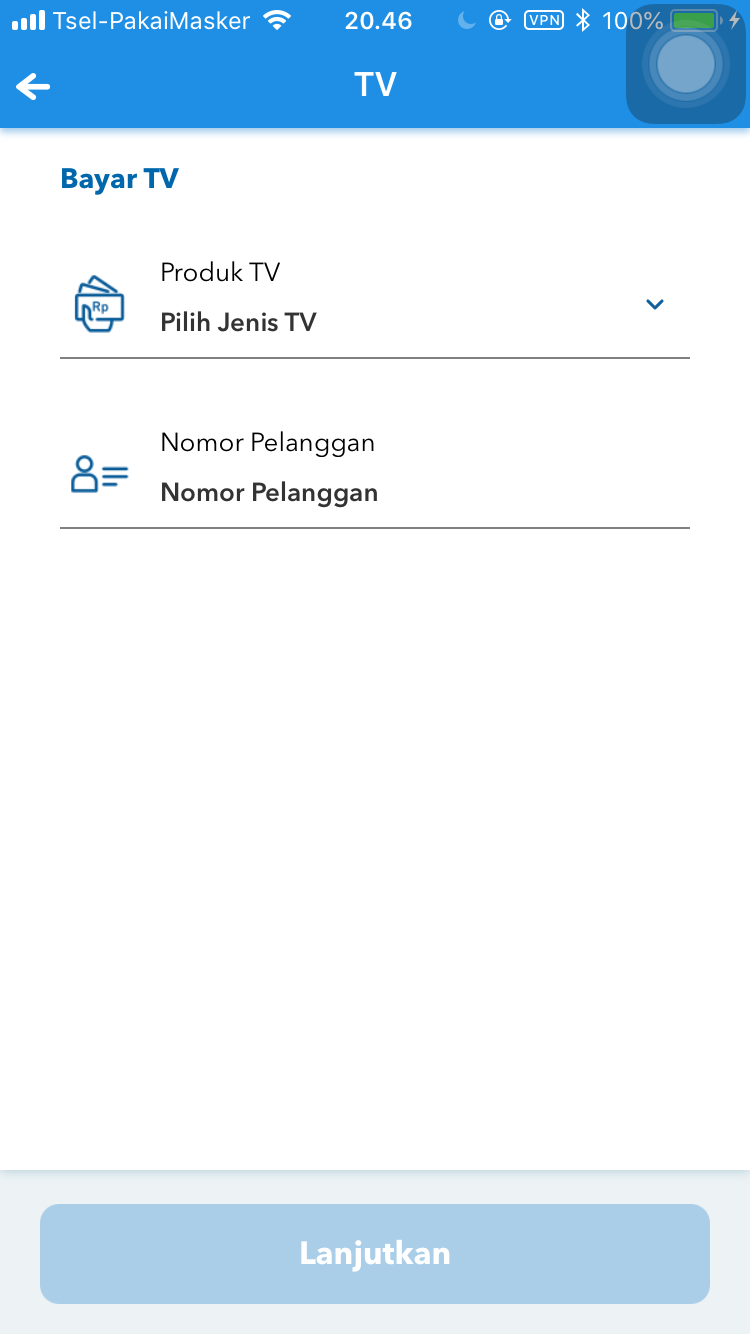 Tsel-PakaiMasker 20.46 VPN 100%
TV
Bayar TV
Produk TV
Rp
Pilih Jenis TV
Nomor Pelanggan
Nomor Pelanggan
Lanjutkan